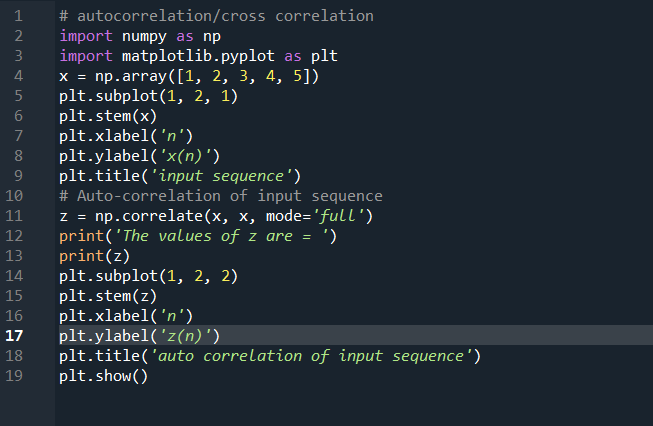 1 # autocorrelation/cross correlation
2 import numpy as np
3 import matplotlib.pyplot as plt
4 x = np.array([1, 2, 3, 4, 5])
5 plt.subplot(1, 2, 1)
6 plt.stem(x)
7 plt.xlabel('n')
8 plt.ylabel('x(n)')
9 plt.title('input sequence')
10 # Auto-correlation of input sequence
11 z = np.correlate(x, x, mode='full')
12 print('The values of z are = ')
13 print(z)
14 plt.subplot(1, 2, 2)
15 plt.stem(z)
16 plt.xlabel('n')
17 plt.ylabel('z(n)')
18 plt.title('auto correlation of input sequence')
19 plt.show()